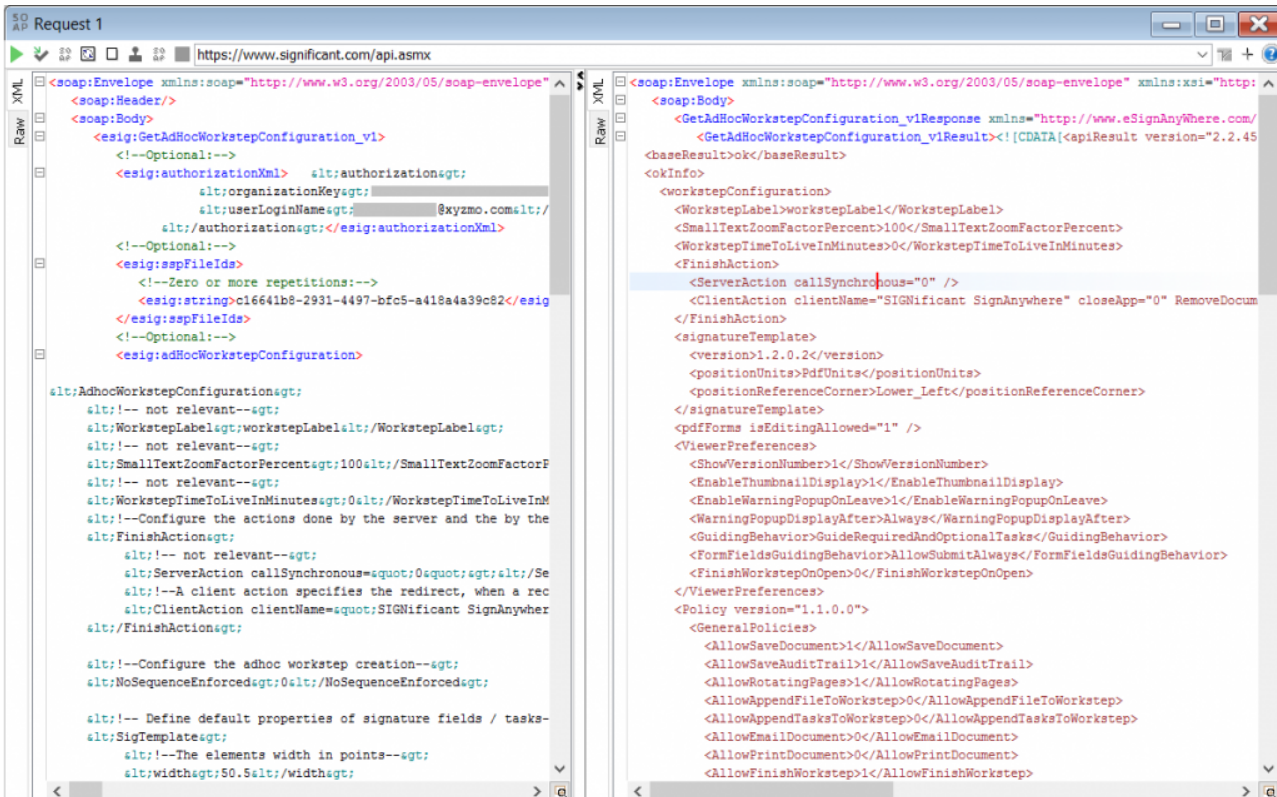 SOAP Request 1
https://www.significant.com/api.asmx
XML
Raw
<soap:Envelope xmlns:soap="http://www.w3.org/2003/05/soap-envelope"
<soap:Header/>
<soap:Body>
<esig:GetAdHocWorkstepConfiguration_v1>
<!--Optional:-->
<esig:authorizationXml> &lt;authorization&gt;
&lt;organizationKey&gt;
&lt;userLoginName&gt; @xyzmo.com&lt;/
&lt;/authorization&gt;</esig:authorizationXml>
<!--Optional:-->
<esig:sspFileIds>
<!--Zero or more repetitions:-->
<esig:string>c16641b8-2931-4497-bfc5-a418a4a39c82</esig
</esig:sspFileIds>
<!--Optional:-->
<esig:adHocWorkstepConfiguration>
&lt;AdhocWorkstepConfiguration&gt;
&lt;!-- not relevant--&gt;
&lt;WorkstepLabel&gt;workstepLabel&lt;/WorkstepLabel&gt;
&lt;!-- not relevant--&gt;
&lt;SmallTextZoomFactorPercent&gt;100&lt;/SmallTextZoomFactorP
&lt;!-- not relevant--&gt;
&lt;WorkstepTimeToLiveInMinutes&gt;0&lt;/WorkstepTimeToLiveInM
&lt;!--Configure the actions done by the server and the by the
&lt;FinishAction&gt;
&lt;!-- not relevant--&gt;
&lt;ServerAction callSynchronous=&quot;0&quot;&gt;&lt;/Se
&lt;!--A client action specifies the redirect, when a rec
&lt;ClientAction clientName=&quot;SIGNificant SignAnywher
&lt;/FinishAction&gt;
&lt;!--Configure the adhoc workstep creation--&gt;
&lt;NoSequenceEnforced&gt;0&lt;/NoSequenceEnforced&gt;
&lt;!-- Define default properties of signature fields / tasks-
&lt;SigTemplate&gt;
&lt;!--The elements width in points--&gt;
&lt;width&gt;50.5&lt;/width&gt;
XML
Raw
<soap:Envelope xmlns:soap="http://www.w3.org/2003/05/soap-envelope" xmlns:xsi="http:
<soap:Body>
<GetAdHocWorkstepConfiguration_v1Response xmlns="http://www.eSignAnyWhere.com/
<GetAdHocWorkstepConfiguration_v1Result><![CDATA[<apiResult version="2.2.45
<baseResult>ok</baseResult>
<okInfo>
<workstepConfiguration>
<WorkstepLabel>workstepLabel</WorkstepLabel>
<SmallTextZoomFactorPercent>100</SmallTextZoomFactorPercent>
<WorkstepTimeToLiveInMinutes>0</WorkstepTimeToLiveInMinutes>
<FinishAction>
<ServerAction callSynchronous="0" />
<ClientAction clientName="SIGNificant SignAnywhere" closeApp="0" RemoveDocum
</FinishAction>
<signatureTemplate>
<version>1.2.0.2</version>
<positionUnits>PdfUnits</positionUnits>
<positionReferenceCorner>Lower_Left</positionReferenceCorner>
</signatureTemplate>
<pdfForms isEditingAllowed="1" />
<ViewerPreferences>
<ShowVersionNumber>1</ShowVersionNumber>
<EnableThumbnailDisplay>1</EnableThumbnailDisplay>
<EnableWarningPopupOnLeave>1</EnableWarningPopupOnLeave>
<WarningPopupDisplayAfter>Always</WarningPopupDisplayAfter>
<GuidingBehavior>GuideRequiredAndOptionalTasks</GuidingBehavior>
<FormFieldsGuidingBehavior>AllowSubmitAlways</FormFieldsGuidingBehavior>
<FinishWorkstepOnOpen>0</FinishWorkstepOnOpen>
</ViewerPreferences>
<Policy version="1.1.0.0">
<GeneralPolicies>
<AllowSaveDocument>1</AllowSaveDocument>
<AllowSaveAuditTrail>1</AllowSaveAuditTrail>
<AllowRotatingPages>1</AllowRotatingPages>
<AllowAppendFileToWorkstep>0</AllowAppendFileToWorkstep>
<AllowAppendTasksToWorkstep>0</AllowAppendTasksToWorkstep>
<AllowEmailDocument>0</AllowEmailDocument>
<AllowPrintDocument>0</AllowPrintDocument>
<AllowFinishWorkstep>1</AllowFinishWorkstep>